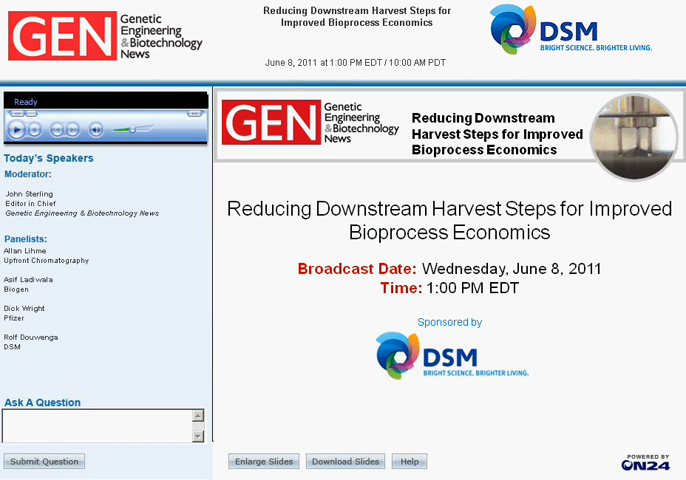 GEN
Genetic
Engineering
& Biotechnology
News
Reducing Downstream Harvest Steps for
Improved Bioprocess Economics
June 8, 2011 at 1:00 PM EDT / 10:00 AM PDT
DSM
BRIGHT SCIENCE. BRIGHTER LIVING.
Ready
Today's Speakers
Moderator:
John Sterling
Editor in Chief
Genetic Engineering & Biotechnology News
Panelists:
Allan Lihme
Upfront Chromatography
Asif Ladiwala
Biogen
Dick Wright
Pfizer
Rolf Douwenga
DSM
Ask A Question
Submit Question
GEN
Genetic
Engineering
& Biotechnology
News
Reducing Downstream
Harvest Steps for Improved
Bioprocess Economics
Reducing Downstream Harvest Steps for Improved
Bioprocess Economics
Broadcast Date: Wednesday, June 8, 2011
Time: 1:00 PM EDT
Sponsored by
DSM
BRIGHT SCIENCE. BRIGHTER LIVING.
Enlarge Slides
Download Slides
Help
POWERED BY
ON24